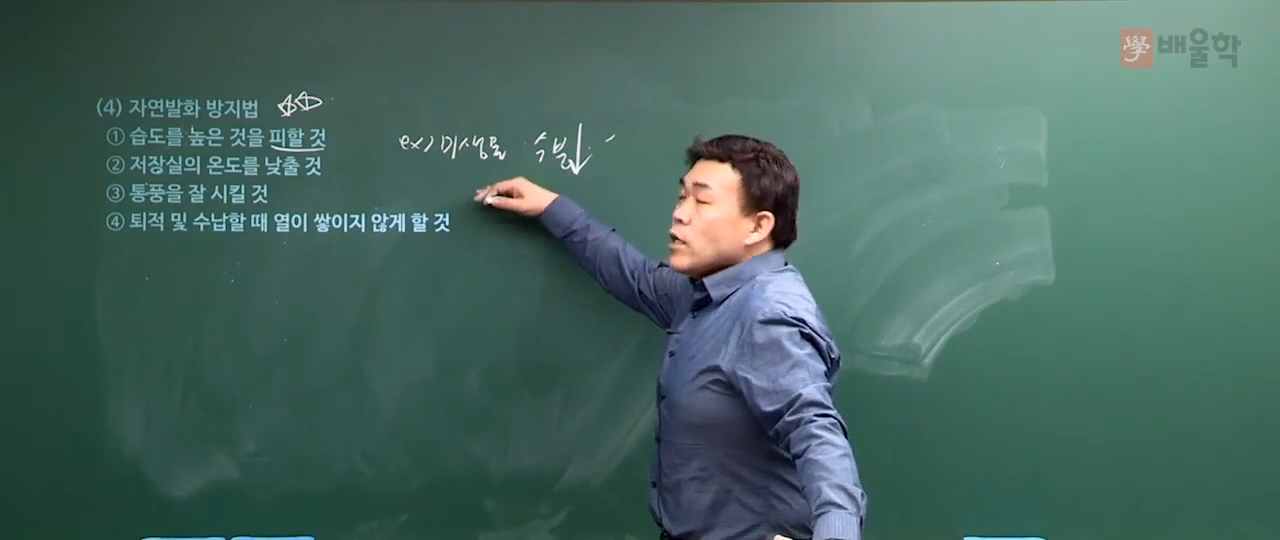 學 배울학
(4) 자연발화 방지법
① 습도를 높은 것을 피할 것
ex) 미생물 수분↓
② 저장실의 온도를 낮출 것
③ 통풍을 잘 시킬 것
④ 퇴적 및 수납할 때 열이 쌓이지 않게 할 것